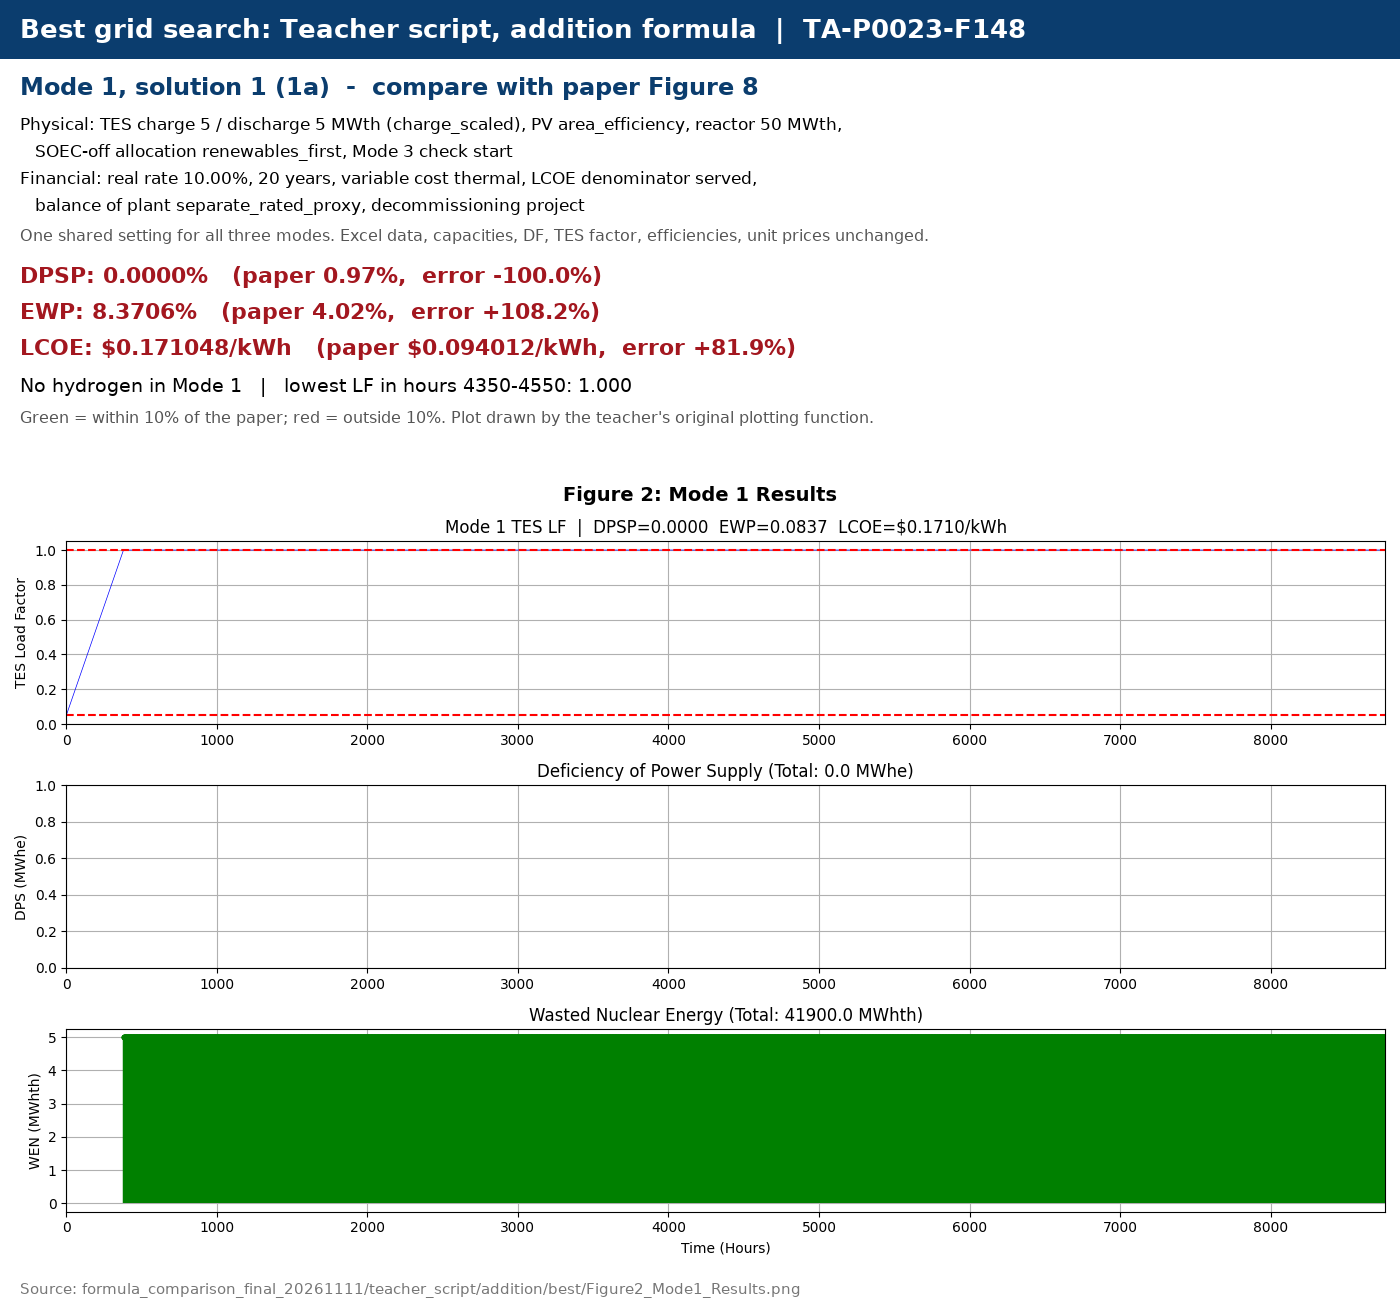 Best grid search: Teacher script, addition formula | TA-P0023-F148
Mode 1, solution 1 (1a) - compare with paper Figure 8
Physical: TES charge 5 / discharge 5 MWth (charge_scaled), PV area_efficiency, reactor 50 MWth,
SOEC-off allocation renewables_first, Mode 3 check start
Financial: real rate 10.00%, 20 years, variable cost thermal, LCOE denominator served,
balance of plant separate_rated_proxy, decommissioning project
One shared setting for all three modes. Excel data, capacities, DF, TES factor, efficiencies, unit prices unchanged.
DPSP: 0.0000% (paper 0.97%, error -100.0%)
EWP: 8.3706% (paper 4.02%, error +108.2%)
LCOE: $0.171048/kWh (paper $0.094012/kWh, error +81.9%)
No hydrogen in Mode 1 | lowest LF in hours 4350-4550: 1.000
Green = within 10% of the paper; red = outside 10%. Plot drawn by the teacher's original plotting function.
Figure 2: Mode 1 Results
Mode 1 TES LF | DPSP=0.0000 EWP=0.0837 LCOE=$0.1710/kWh
TES Load Factor
1.0
0.8
0.6
0.4
0.2
0.0
0 1000 2000 3000 4000 5000 6000 7000 8000
Deficiency of Power Supply (Total: 0.0 MWhe)
DPS (MWhe)
1.0
0.8
0.6
0.4
0.2
0.0
0 1000 2000 3000 4000 5000 6000 7000 8000
Wasted Nuclear Energy (Total: 41900.0 MWhth)
WEN (MWhth)
5
4
3
2
1
0
0 1000 2000 3000 4000 5000 6000 7000 8000
Time (Hours)
Source: formula_comparison_final_20261111/teacher_script/addition/best/Figure2_Mode1_Results.png